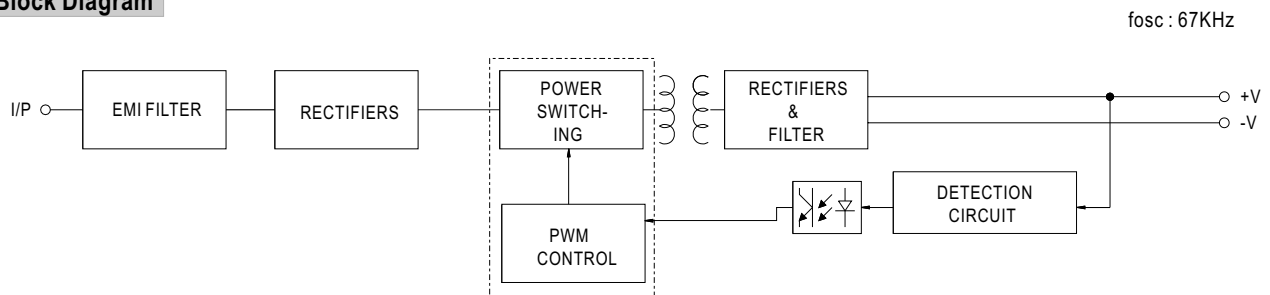 Block Diagram
fosc : 67KHz
I/P
EMI FILTER
RECTIFIERS
POWER
SWITCH-
ING
RECTIFIERS
&
FILTER
+V
-V
DETECTION
CIRCUIT
PWM
CONTROL